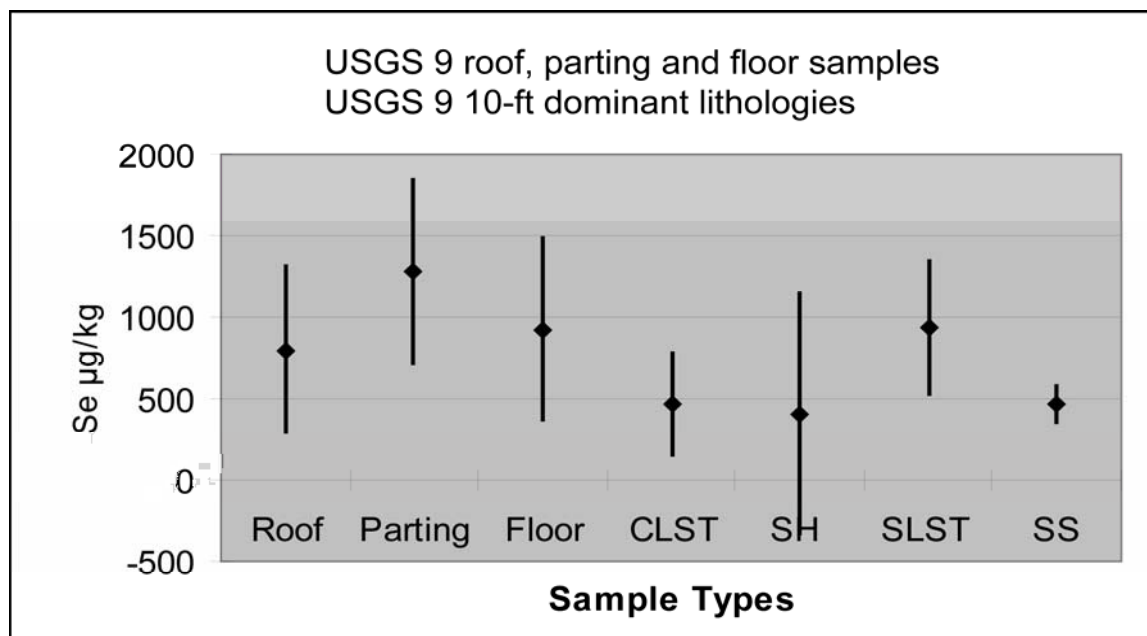 USGS 9 roof, parting and floor samples
USGS 9 10-ft dominant lithologies
2000
1500
1000
500
0
-500
Se µg/kg
Roof Parting Floor CLST SH SLST SS
Sample Types